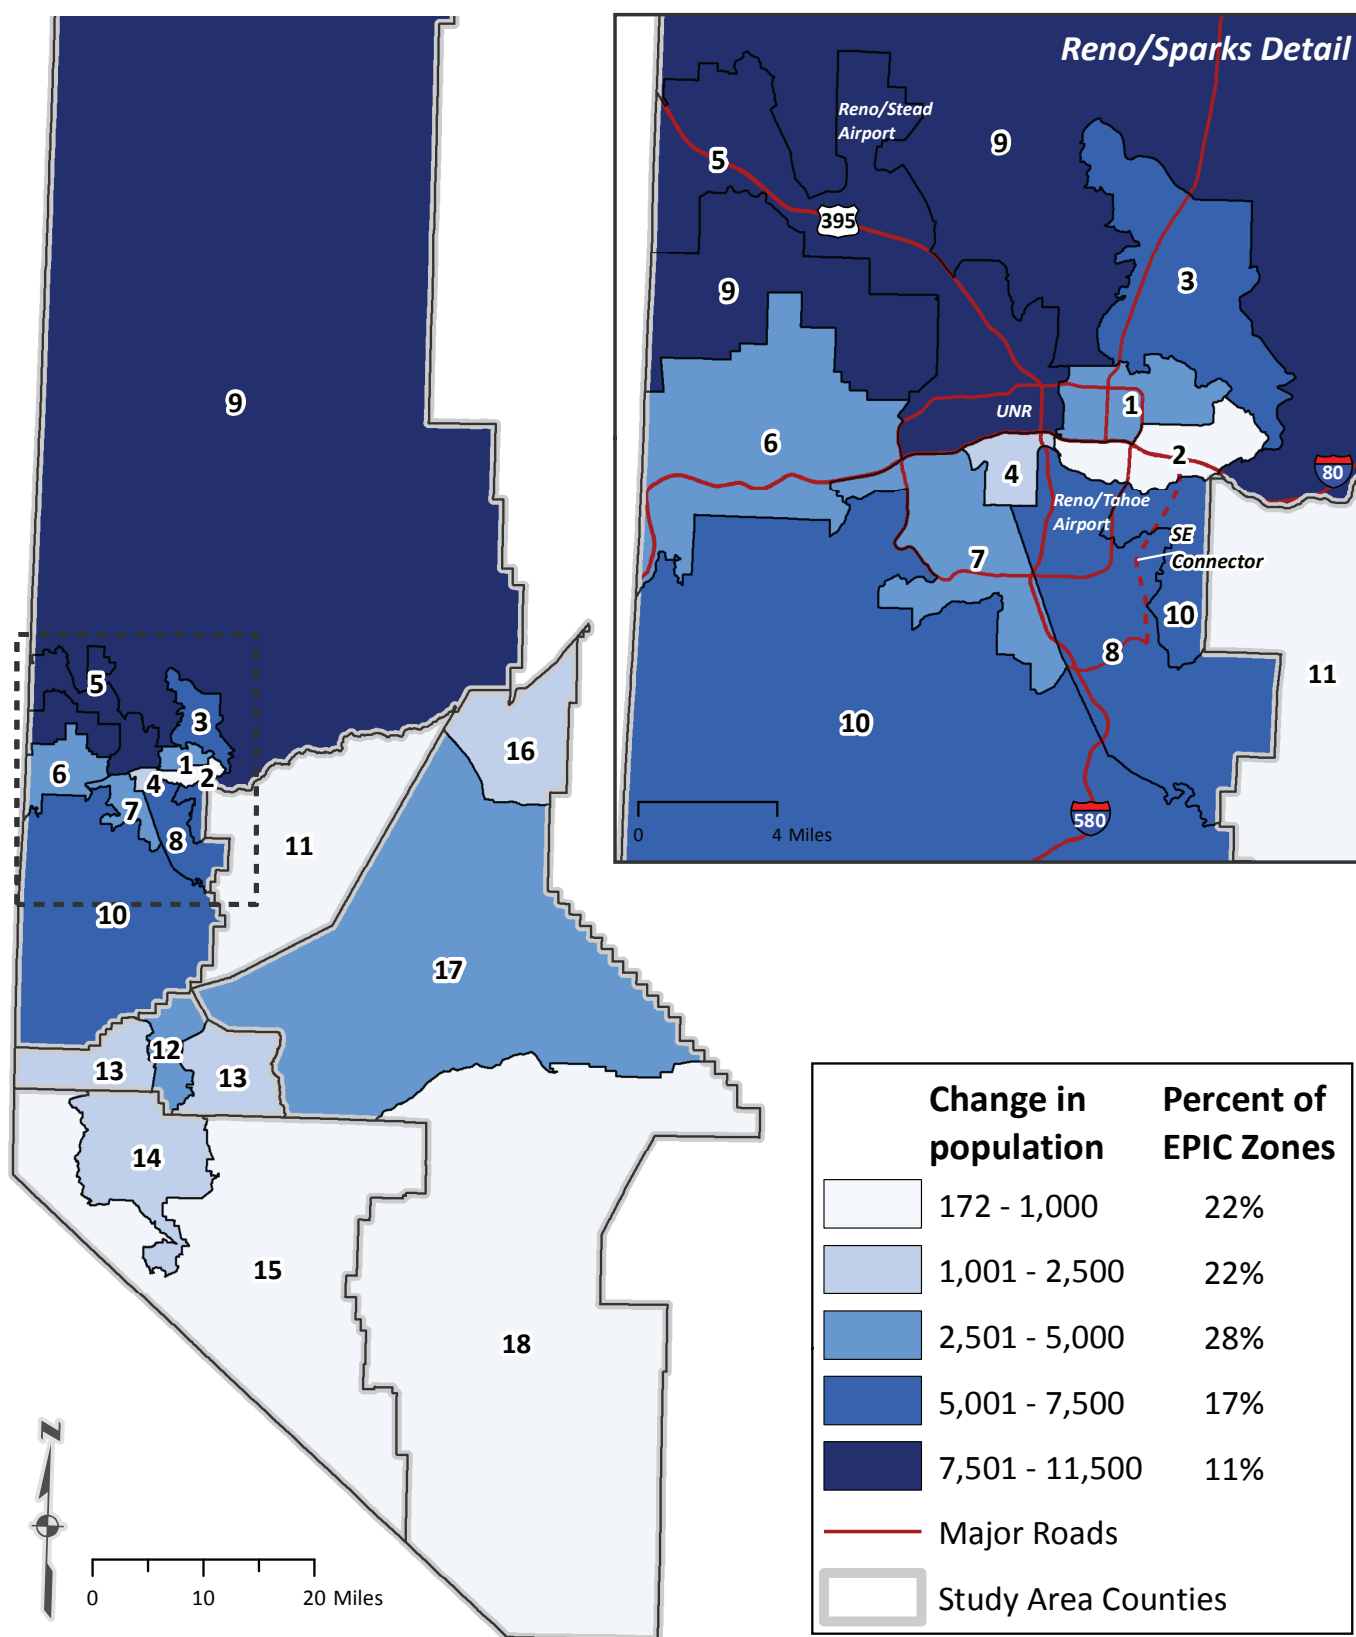 Reno/Sparks Detail
Reno/Stead
Airport
9
5
395
3
9
UNR
1
6
2
4
80
Reno/Tahoe
Airport
SE
Connector
7
10
8
11
10
0 4 Miles
580
9
5
3
16
6
1
2
4
7
8
11
10
17
12
13
13
14
15
18
N
0 10 20 Miles
Change in Percent of
population EPIC Zones
172 - 1,000 22%
1,001 - 2,500 22%
2,501 - 5,000 28%
5,001 - 7,500 17%
7,501 - 11,500 11%
Major Roads
Study Area Counties